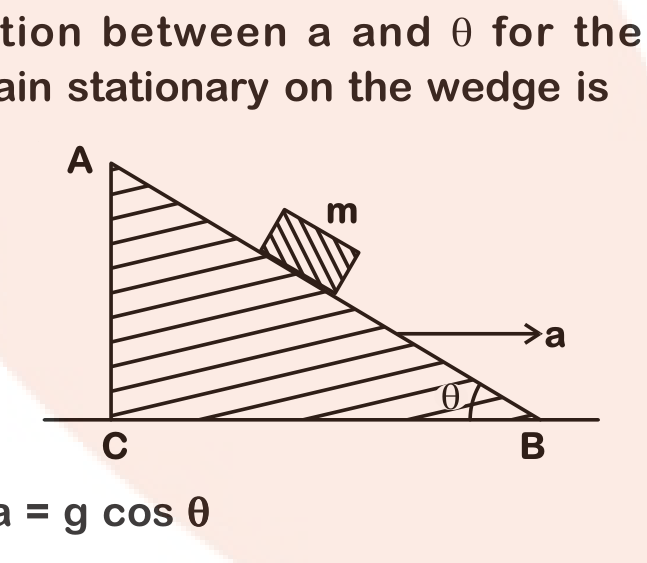 tion between a and θ for the
ain stationary on the wedge is
A
m
a
θ
C
B
a = g cos θ